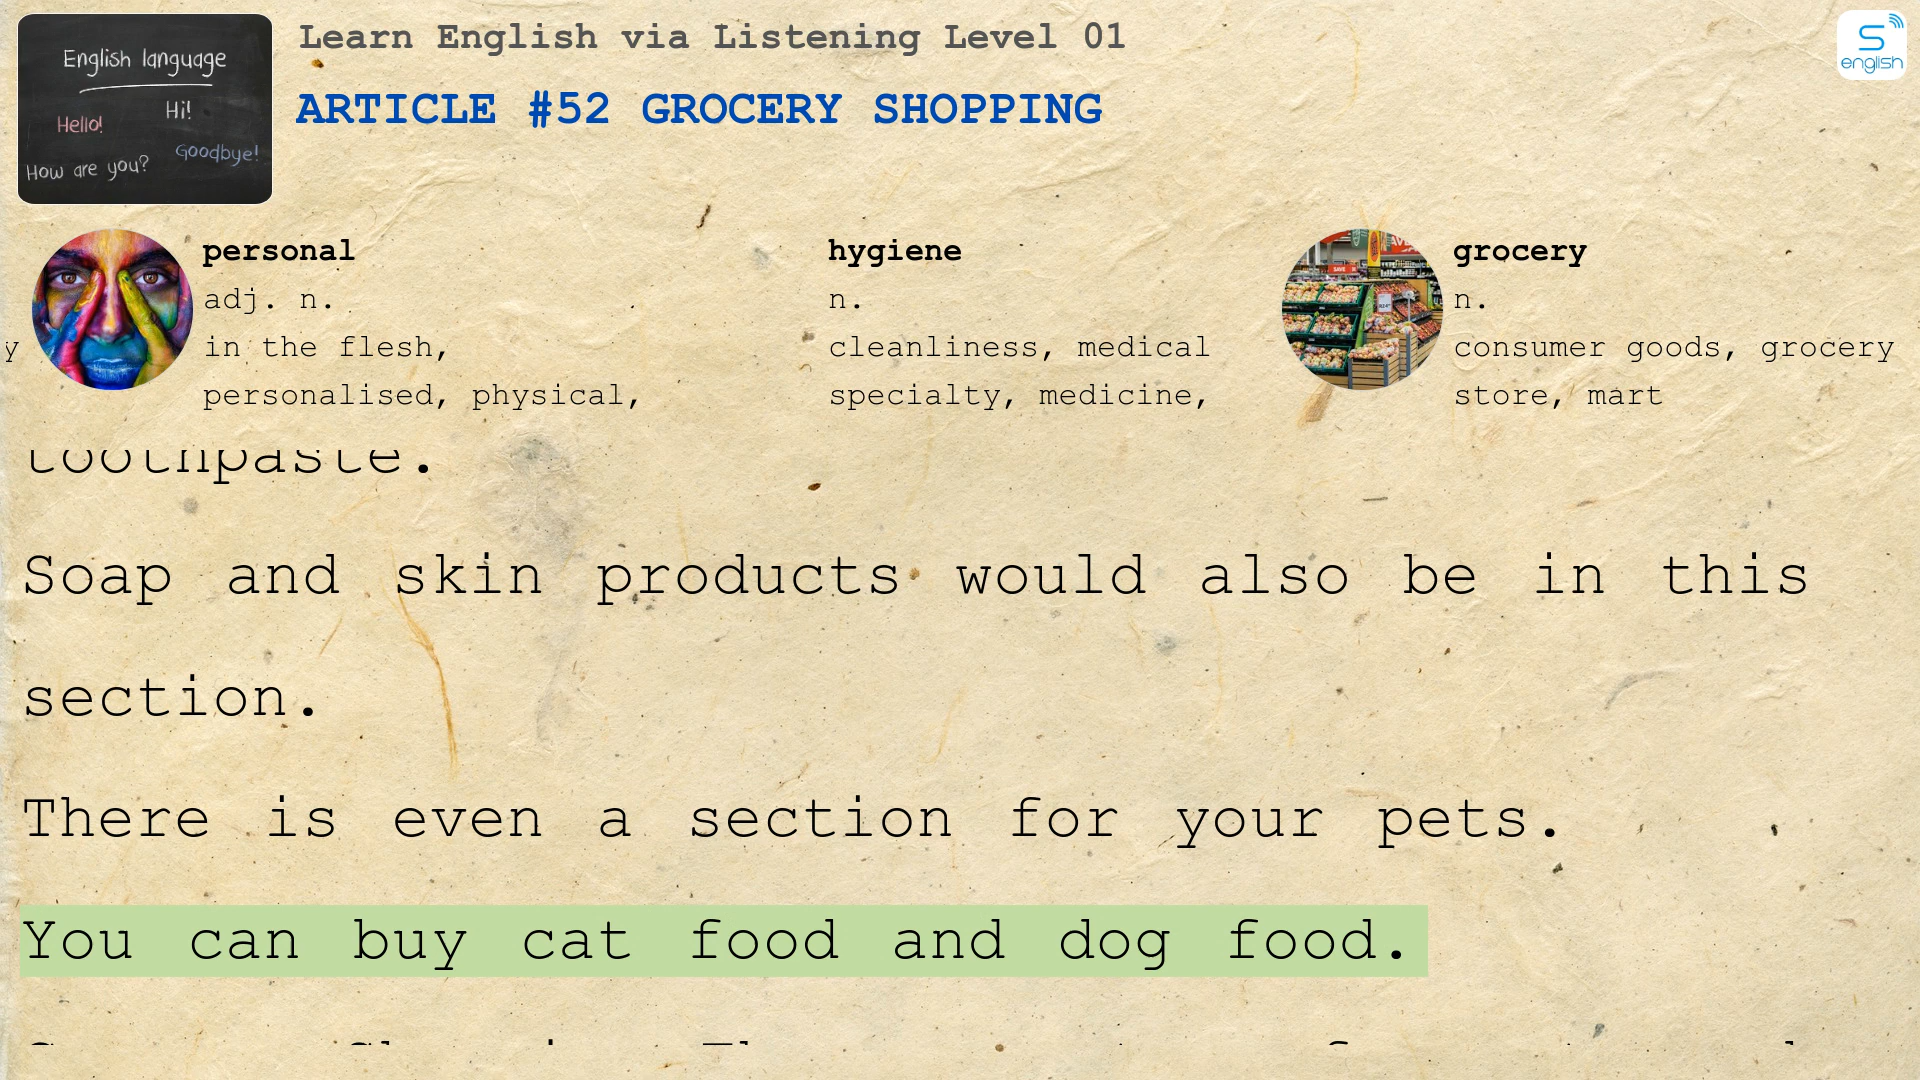 English language
Hello!
Hi!
How are you?
Goodbye!
Learn English via Listening Level 01
ARTICLE #52 GROCERY SHOPPING
S
english
personal
adj. n.
in the flesh,
personalised, physical,
hygiene
n.
cleanliness, medical
specialty, medicine,
grocery
n.
consumer goods, grocery
store, mart
y
SAVE
toothpaste.
Soap and skin products would also be in this
section.
There is even a section for your pets.
You can buy cat food and dog food.